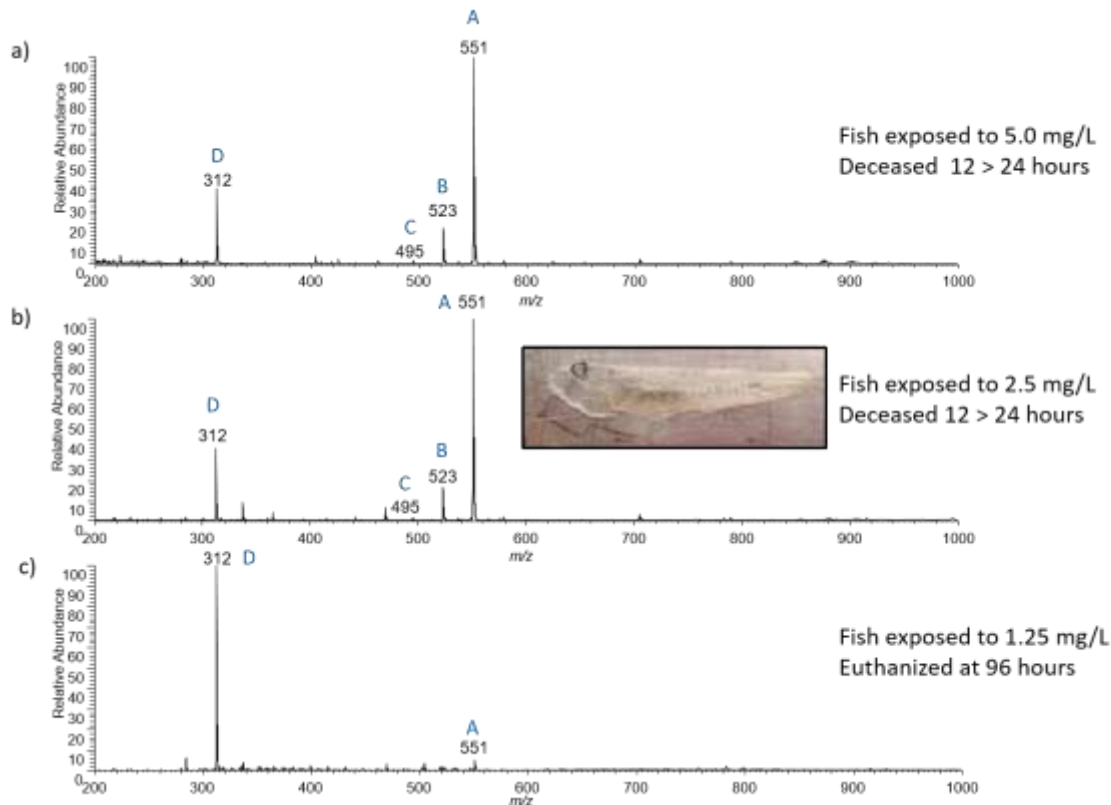 a)
A
551
100
90
80
70
60
50
40
30
20
10
0
Relative Abundance
D
312
C
495
B
523
200
300
400
500
600
700
800
900
1000
m/z
Fish exposed to 5.0 mg/L
Deceased 12 > 24 hours
b)
A 551
100
90
80
70
60
50
40
30
20
10
0
Relative Abundance
D
312
C
495
B
523
200
300
400
500
600
700
800
900
1000
m/z
Fish exposed to 2.5 mg/L
Deceased 12 > 24 hours
c)
312 D
100
90
80
70
60
50
40
30
20
10
0
Relative Abundance
A
551
200
300
400
500
600
700
800
900
1000
m/z
Fish exposed to 1.25 mg/L
Euthanized at 96 hours